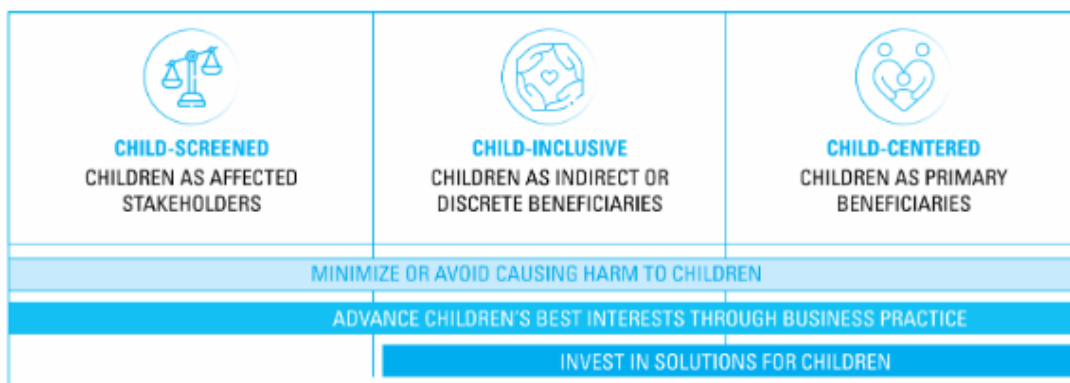 CHILD-SCREENED
CHILDREN AS AFFECTED
STAKEHOLDERS
CHILD-INCLUSIVE
CHILDREN AS INDIRECT OR
DISCRETE BENEFICIARIES
CHILD-CENTERED
CHILDREN AS PRIMARY
BENEFICIARIES
MINIMIZE OR AVOID CAUSING HARM TO CHILDREN
ADVANCE CHILDREN'S BEST INTERESTS THROUGH BUSINESS PRACTICE
INVEST IN SOLUTIONS FOR CHILDREN